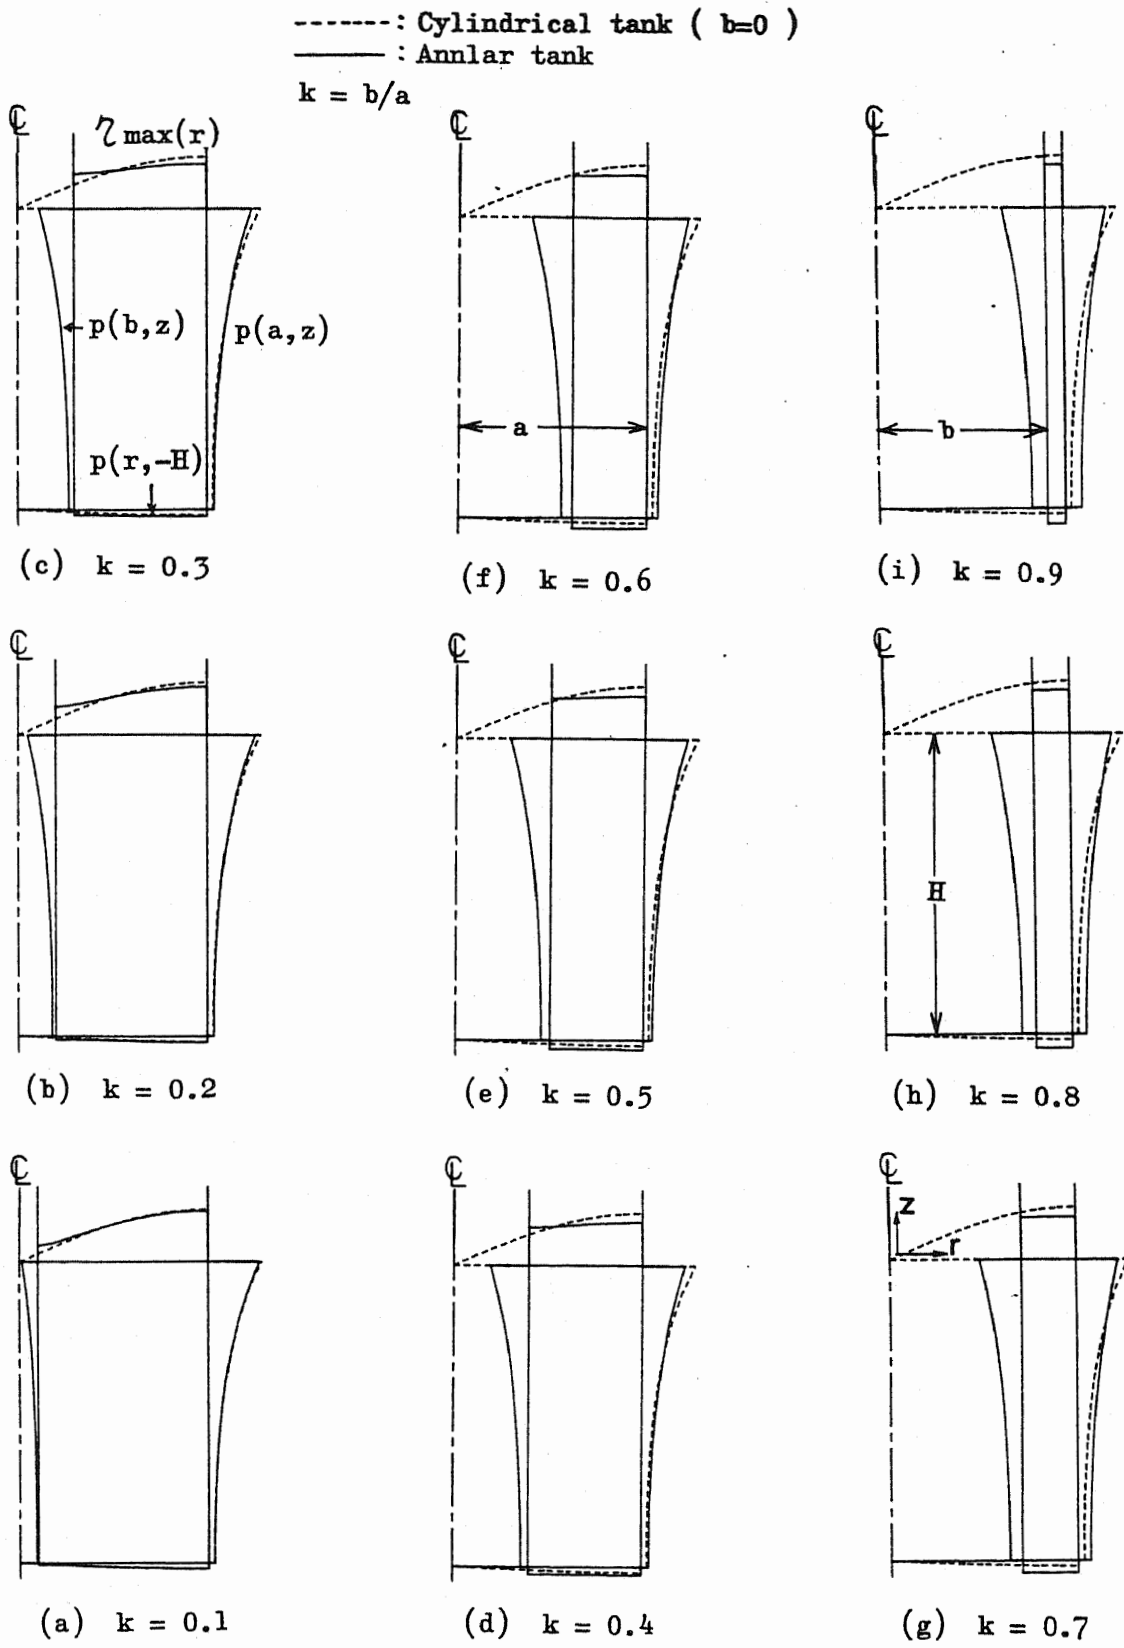 -------: Cylindrical tank ( b=0 )
———— : Annlar tank
k = b/a
℄
η max(r)
℄
℄
p(b,z)
p(a,z)
a
b
p(r,-H)
(c) k = 0.3
(f) k = 0.6
(i) k = 0.9
℄
℄
℄
H
(b) k = 0.2
(e) k = 0.5
(h) k = 0.8
℄
℄
℄
z
r
(a) k = 0.1
(d) k = 0.4
(g) k = 0.7